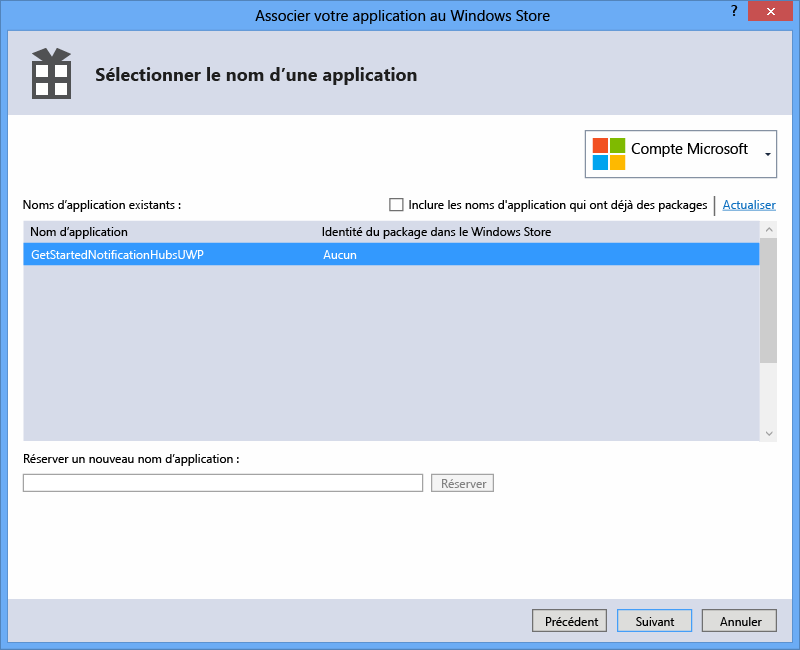 Associer votre application au Windows Store
?
Sélectionner le nom d'une application
Compte Microsoft
Noms d'application existants :
Inclure les noms d'application qui ont déjà des packages
Actualiser
Nom d'application
Identité du package dans le Windows Store
GetStartedNotificationHubsUWP
Aucun
Réserver un nouveau nom d'application :
Réserver
Précédent
Suivant
Annuler